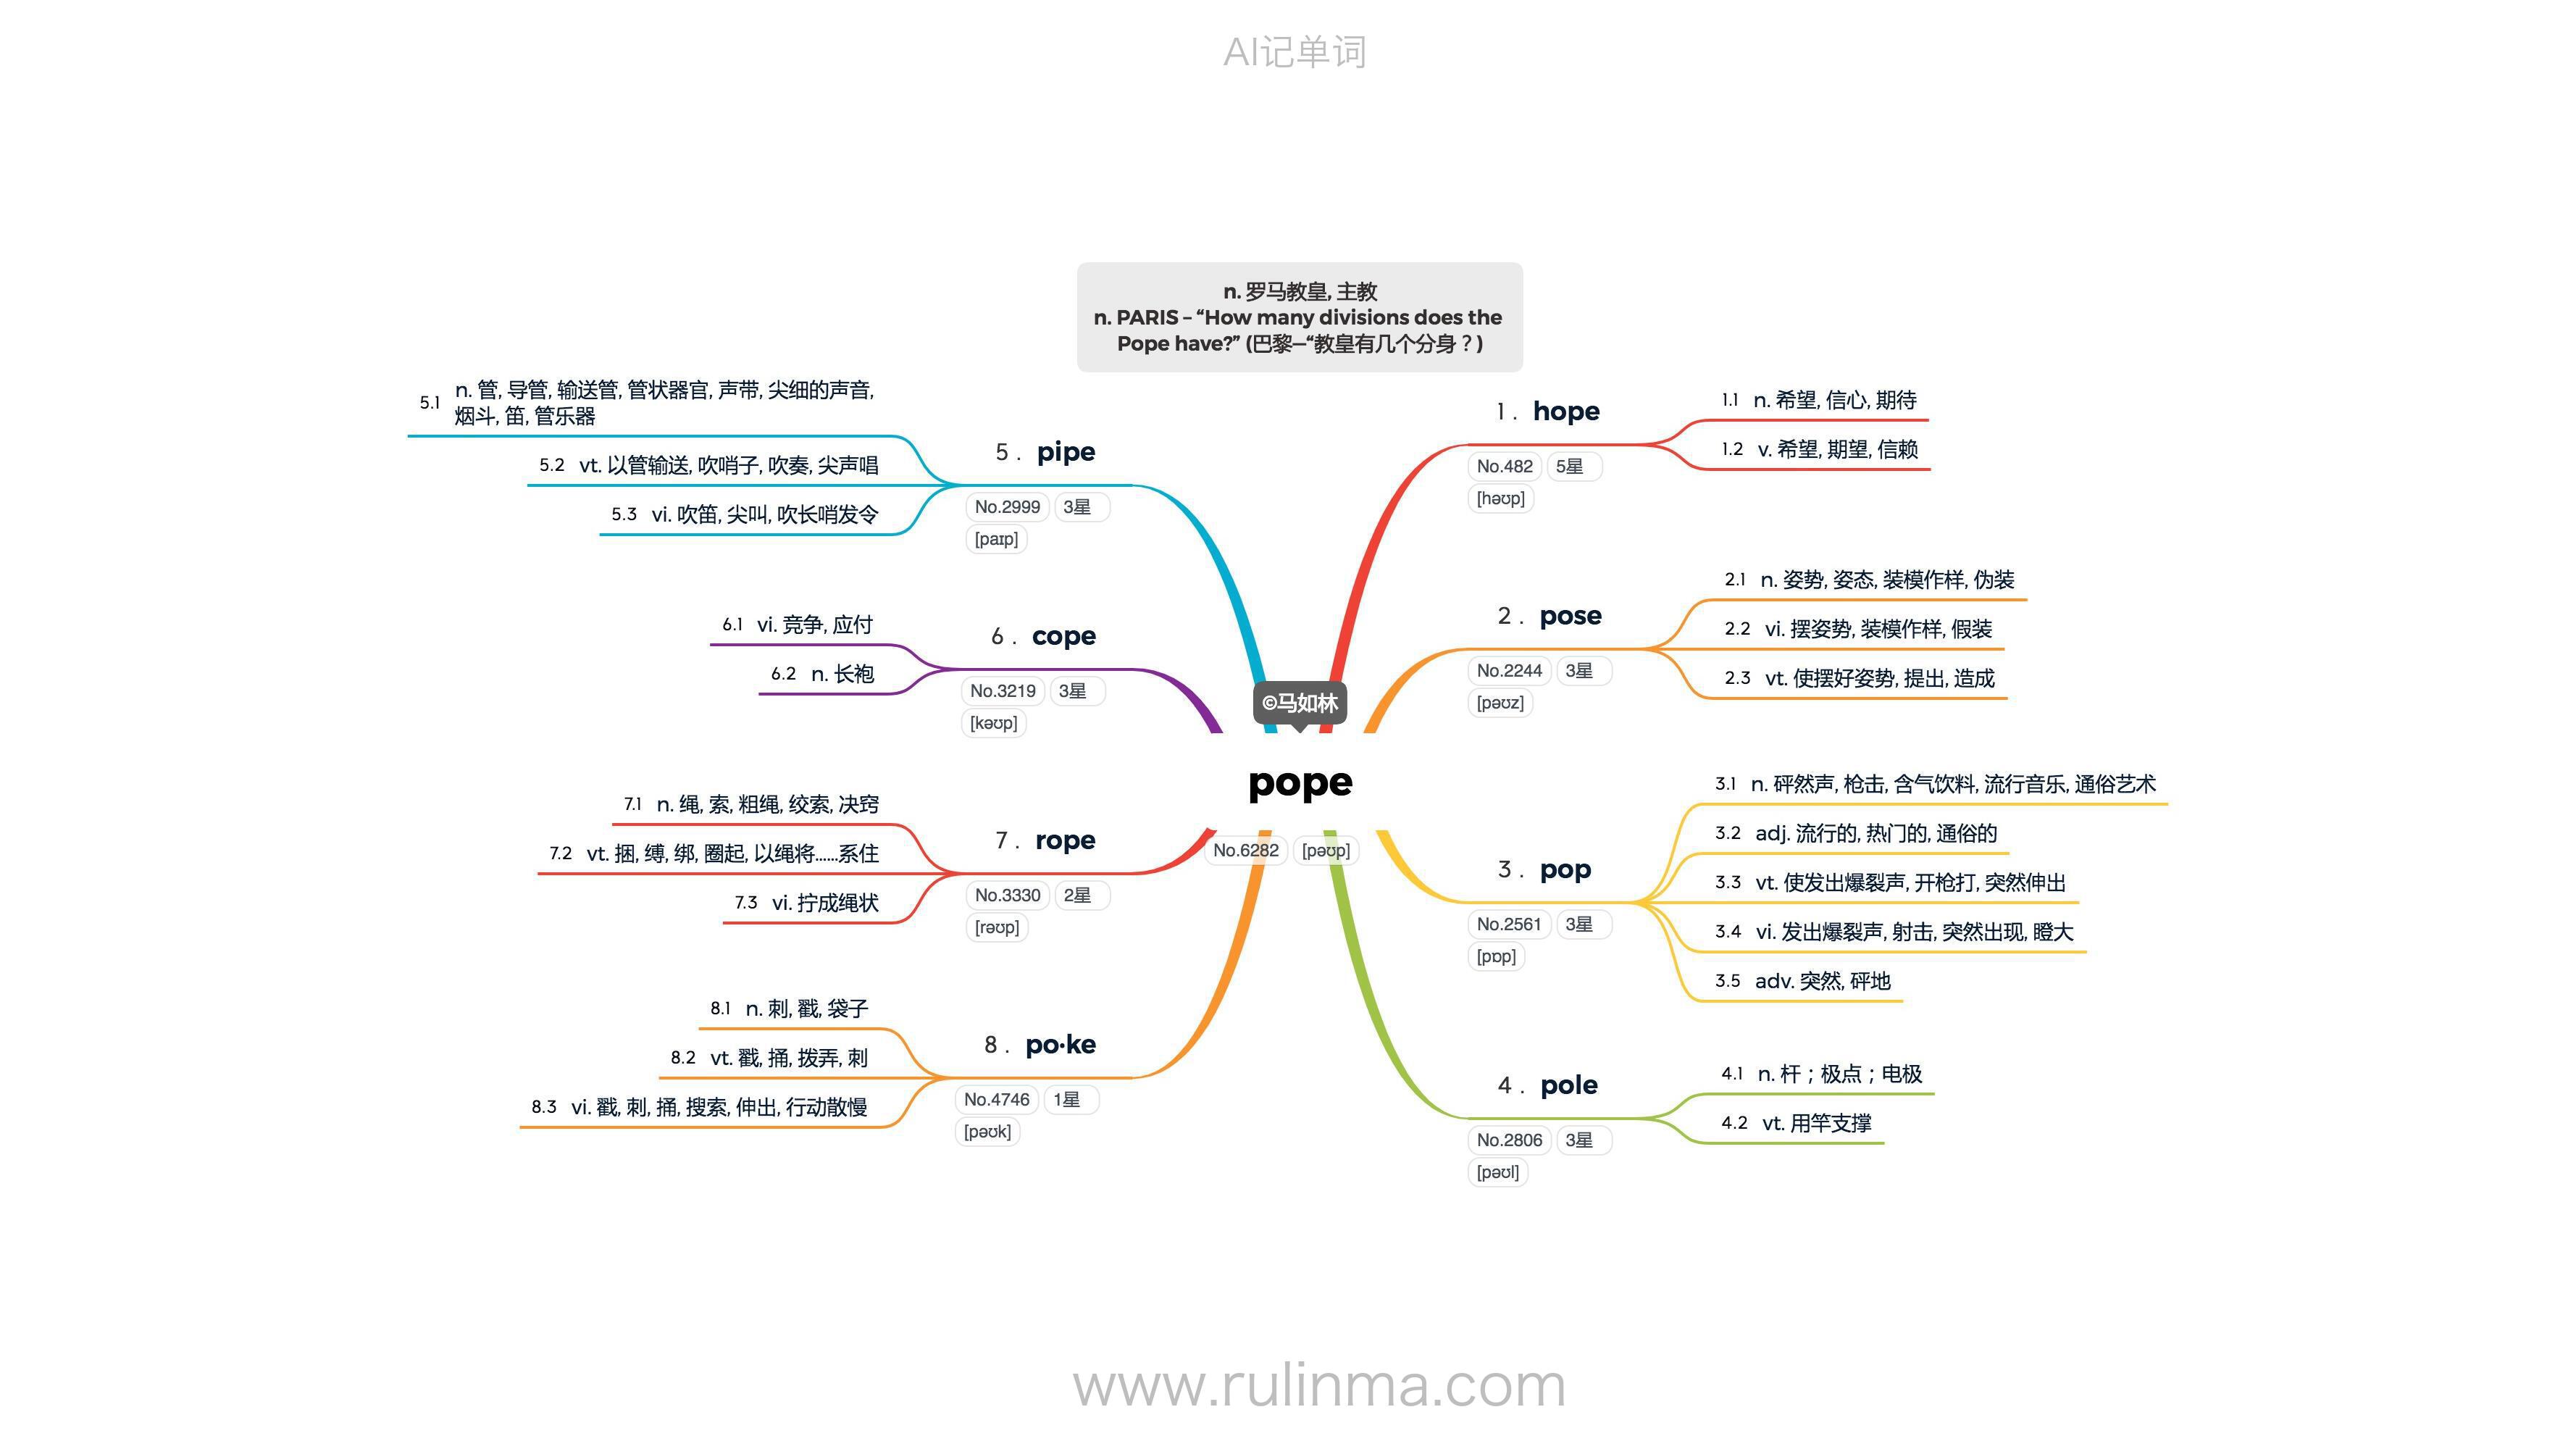 AI记单词
n. 罗马教皇, 主教
n. PARIS – “How many divisions does the
Pope have?” (巴黎—“教皇有几个分身？)
©马如林
pope
No.6282 [pəʊp]
1 . hope
No.482 5星
[həʊp]
1.1 n. 希望, 信心, 期待
1.2 v. 希望, 期望, 信赖
2 . pose
No.2244 3星
[pəʊz]
2.1 n. 姿势, 姿态, 装模作样, 伪装
2.2 vi. 摆姿势, 装模作样, 假装
2.3 vt. 使摆好姿势, 提出, 造成
3 . pop
No.2561 3星
[pɒp]
3.1 n. 砰然声, 枪击, 含气饮料, 流行音乐, 通俗艺术
3.2 adj. 流行的, 热门的, 通俗的
3.3 vt. 使发出爆裂声, 开枪打, 突然伸出
3.4 vi. 发出爆裂声, 射击, 突然出现, 瞪大
3.5 adv. 突然, 砰地
4 . pole
No.2806 3星
[pəʊl]
4.1 n. 杆；极点；电极
4.2 vt. 用竿支撑
5 . pipe
No.2999 3星
[paɪp]
5.1 n. 管, 导管, 输送管, 管状器官, 声带, 尖细的声音,
烟斗, 笛, 管乐器
5.2 vt. 以管输送, 吹哨子, 吹奏, 尖声唱
5.3 vi. 吹笛, 尖叫, 吹长哨发令
6 . cope
No.3219 3星
[kəʊp]
6.1 vi. 竞争, 应付
6.2 n. 长袍
7 . rope
No.3330 2星
[rəʊp]
7.1 n. 绳, 索, 粗绳, 绞索, 决窍
7.2 vt. 捆, 缚, 绑, 圈起, 以绳将……系住
7.3 vi. 拧成绳状
8 . po·ke
No.4746 1星
[pəʊk]
8.1 n. 刺, 戳, 袋子
8.2 vt. 戳, 捅, 拨弄, 刺
8.3 vi. 戳, 刺, 捅, 搜索, 伸出, 行动散慢
www.rulinma.com